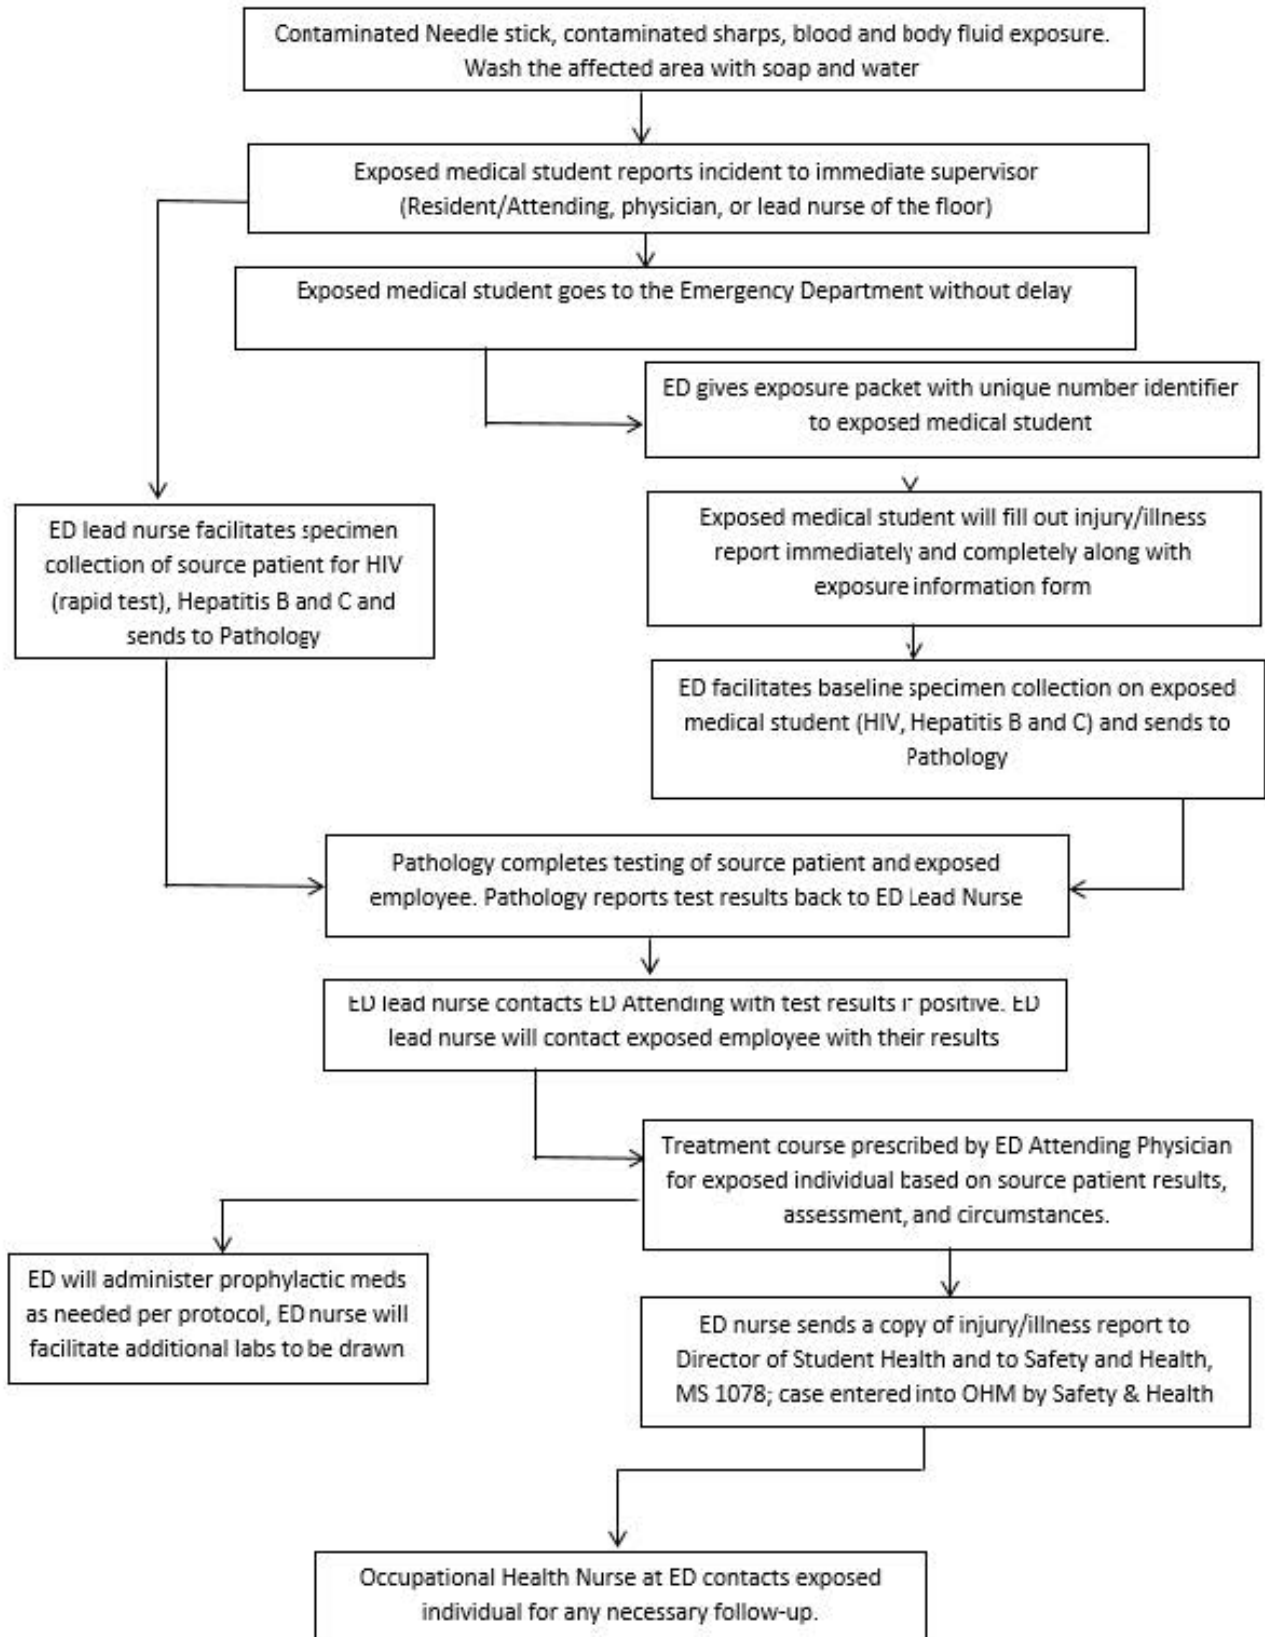 Contaminated Needle stick, contaminated sharps, blood and body fluid exposure.
Wash the affected area with soap and water
Exposed medical student reports incident to immediate supervisor
(Resident/Attending, physician, or lead nurse of the floor)
Exposed medical student goes to the Emergency Department without delay
ED gives exposure packet with unique number identifier
to exposed medical student
ED lead nurse facilitates specimen
collection of source patient for HIV
(rapid test), Hepatitis B and C and
sends to Pathology
Exposed medical student will fill out injury/illness
report immediately and completely along with
exposure information form
ED facilitates baseline specimen collection on exposed
medical student (HIV, Hepatitis B and C) and sends to
Pathology
Pathology completes testing of source patient and exposed
employee. Pathology reports test results back to ED Lead Nurse
ED lead nurse contacts ED Attending with test results if positive. ED
lead nurse will contact exposed employee with their results
Treatment course prescribed by ED Attending Physician
for exposed individual based on source patient results,
assessment, and circumstances.
ED will administer prophylactic meds
as needed per protocol, ED nurse will
facilitate additional labs to be drawn
ED nurse sends a copy of injury/illness report to
Director of Student Health and to Safety and Health,
MS 1078; case entered into OHM by Safety & Health
Occupational Health Nurse at ED contacts exposed
individual for any necessary follow-up.